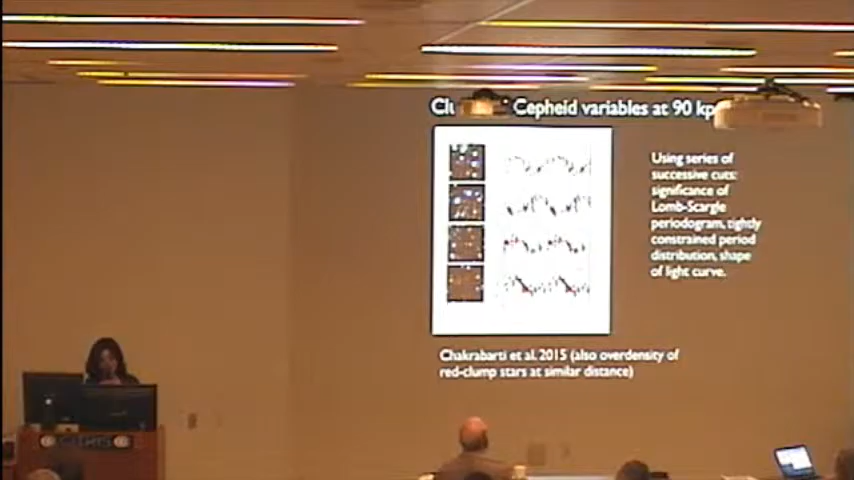 Cepheid variables at 90
Using series of
successive cuts:
significance of
Lomb-Scargle
periodogram, tightly
constrained period
distribution, shape
of light curve.
Chakrabarti et al. 2015 (also overdensity of
red-clump stars at similar distance)